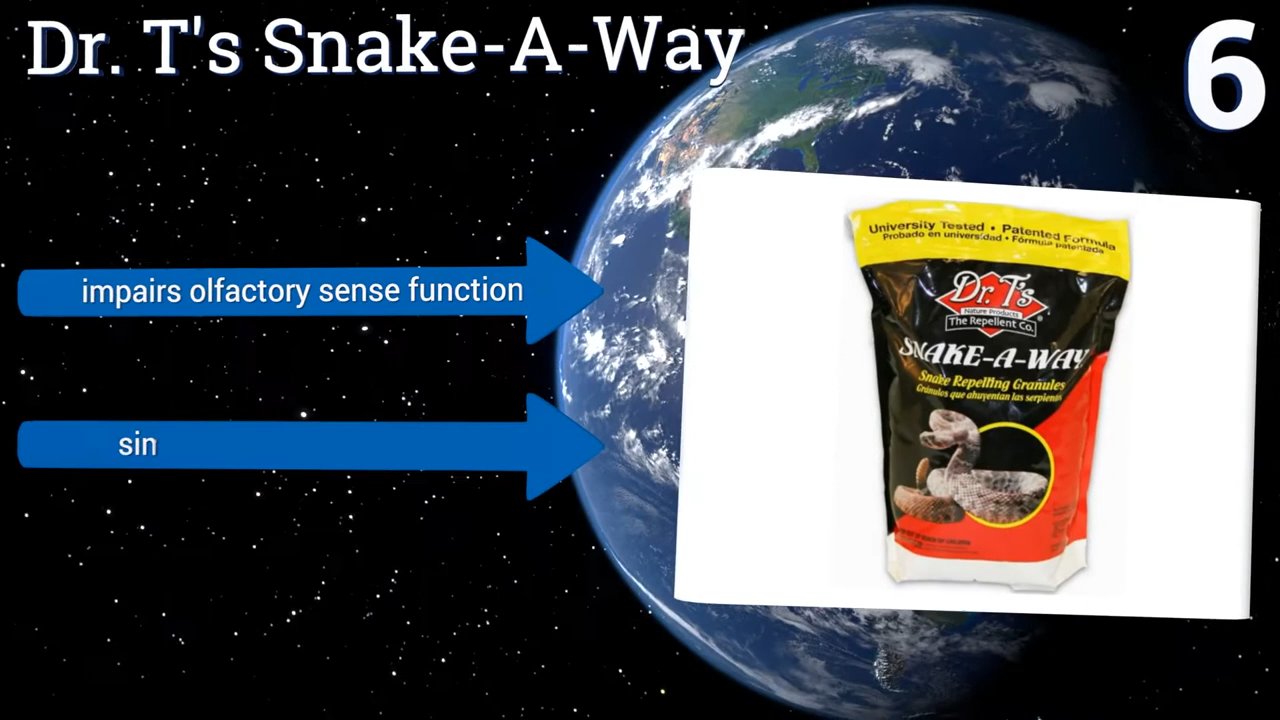 Dr. T's Snake-A-Way
6
impairs olfactory sense function
sin
University Tested • Patented Formula
Probado en universidad • Fórmula patentada
Dr. T's
Nature Products
The Repellent Co.
SNAKE-A-WAY
Snake Repelling Granules
Gránulos que ahuyentan las serpientes